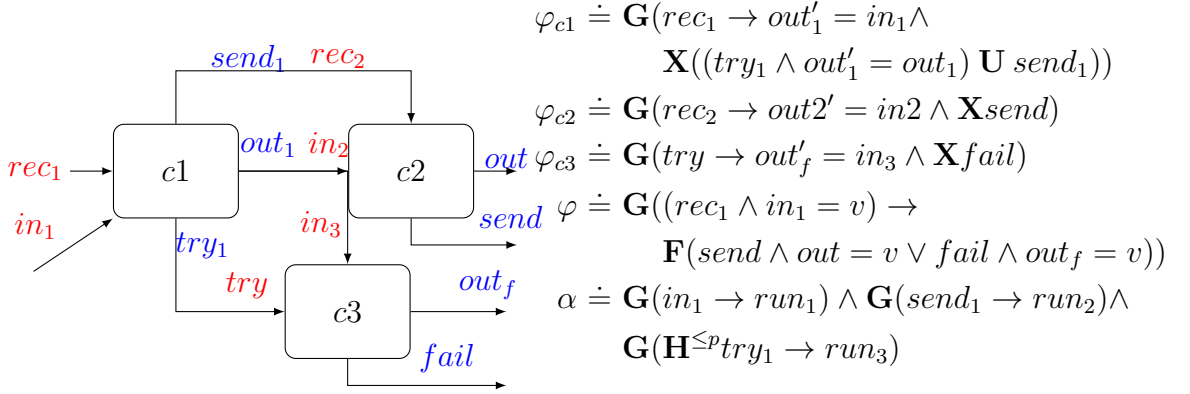 send₁ rec₂
rec₁
c1
out₁ in₂
c2
out
in₁
try₁
in₃
send
try
c3
out_f
fail
φ_c1 ≐ G(rec₁ → out′₁ = in₁∧
X((try₁ ∧ out′₁ = out₁) U send₁))
φ_c2 ≐ G(rec₂ → out2′ = in2 ∧ Xsend)
φ_c3 ≐ G(try → out′_f = in₃ ∧ Xfail)
φ ≐ G((rec₁ ∧ in₁ = v) →
F(send ∧ out = v ∨ fail ∧ out_f = v))
α ≐ G(in₁ → run₁) ∧ G(send₁ → run₂)∧
G(H^≤p try₁ → run₃)